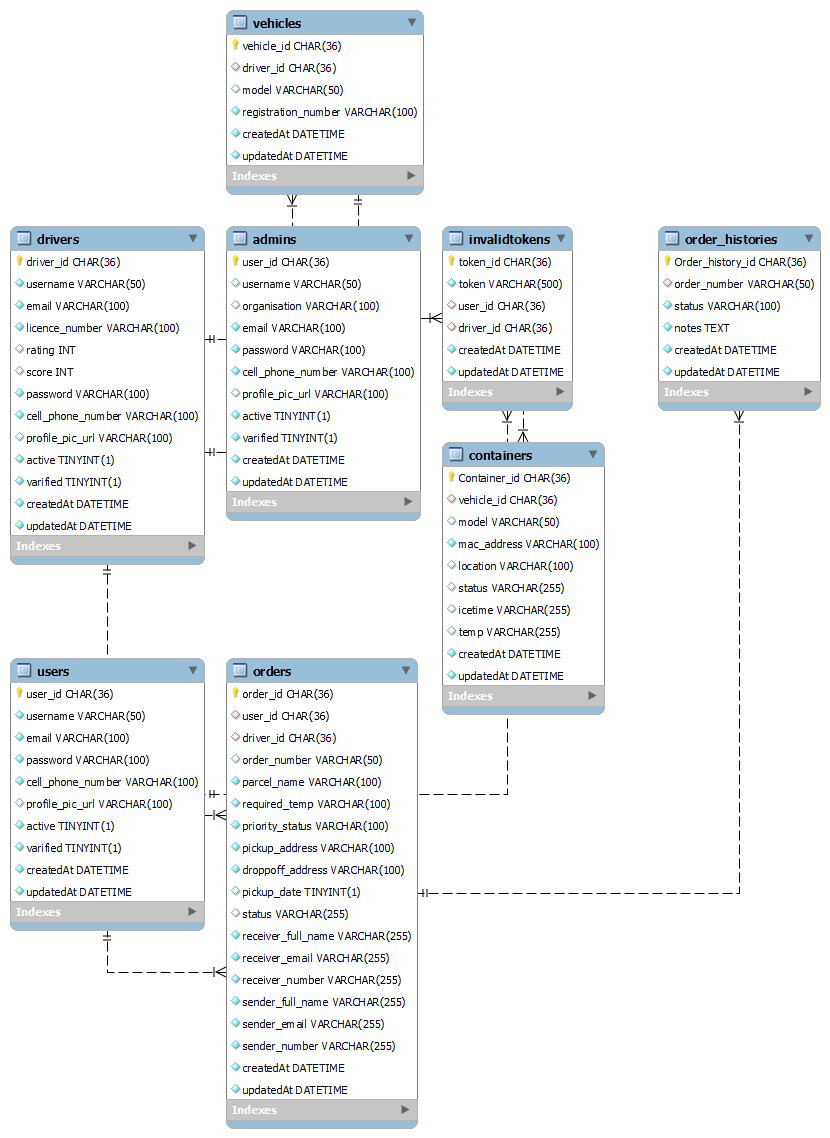 vehicles
vehicle_id CHAR(36)
driver_id CHAR(36)
model VARCHAR(50)
registration_number VARCHAR(100)
createdAt DATETIME
updatedAt DATETIME
Indexes
drivers
driver_id CHAR(36)
username VARCHAR(50)
email VARCHAR(100)
licence_number VARCHAR(100)
rating INT
score INT
password VARCHAR(100)
cell_phone_number VARCHAR(100)
profile_pic_url VARCHAR(100)
active TINYINT(1)
varified TINYINT(1)
createdAt DATETIME
updatedAt DATETIME
Indexes
admins
user_id CHAR(36)
username VARCHAR(50)
organisation VARCHAR(100)
email VARCHAR(100)
password VARCHAR(100)
cell_phone_number VARCHAR(100)
profile_pic_url VARCHAR(100)
active TINYINT(1)
varified TINYINT(1)
createdAt DATETIME
updatedAt DATETIME
Indexes
invalidtokens
token_id CHAR(36)
token VARCHAR(500)
user_id CHAR(36)
driver_id CHAR(36)
createdAt DATETIME
updatedAt DATETIME
Indexes
order_histories
Order_history_id CHAR(36)
order_number VARCHAR(50)
status VARCHAR(100)
notes TEXT
createdAt DATETIME
updatedAt DATETIME
Indexes
containers
Container_id CHAR(36)
vehicle_id CHAR(36)
model VARCHAR(50)
mac_address VARCHAR(100)
location VARCHAR(100)
status VARCHAR(255)
icetime VARCHAR(255)
temp VARCHAR(255)
createdAt DATETIME
updatedAt DATETIME
Indexes
users
user_id CHAR(36)
username VARCHAR(50)
email VARCHAR(100)
password VARCHAR(100)
cell_phone_number VARCHAR(100)
profile_pic_url VARCHAR(100)
active TINYINT(1)
varified TINYINT(1)
createdAt DATETIME
updatedAt DATETIME
Indexes
orders
order_id CHAR(36)
user_id CHAR(36)
driver_id CHAR(36)
order_number VARCHAR(50)
parcel_name VARCHAR(100)
required_temp VARCHAR(100)
priority_status VARCHAR(100)
pickup_address VARCHAR(100)
droppoff_address VARCHAR(100)
pickup_date TINYINT(1)
status VARCHAR(255)
receiver_full_name VARCHAR(255)
receiver_email VARCHAR(255)
receiver_number VARCHAR(255)
sender_full_name VARCHAR(255)
sender_email VARCHAR(255)
sender_number VARCHAR(255)
createdAt DATETIME
updatedAt DATETIME
Indexes